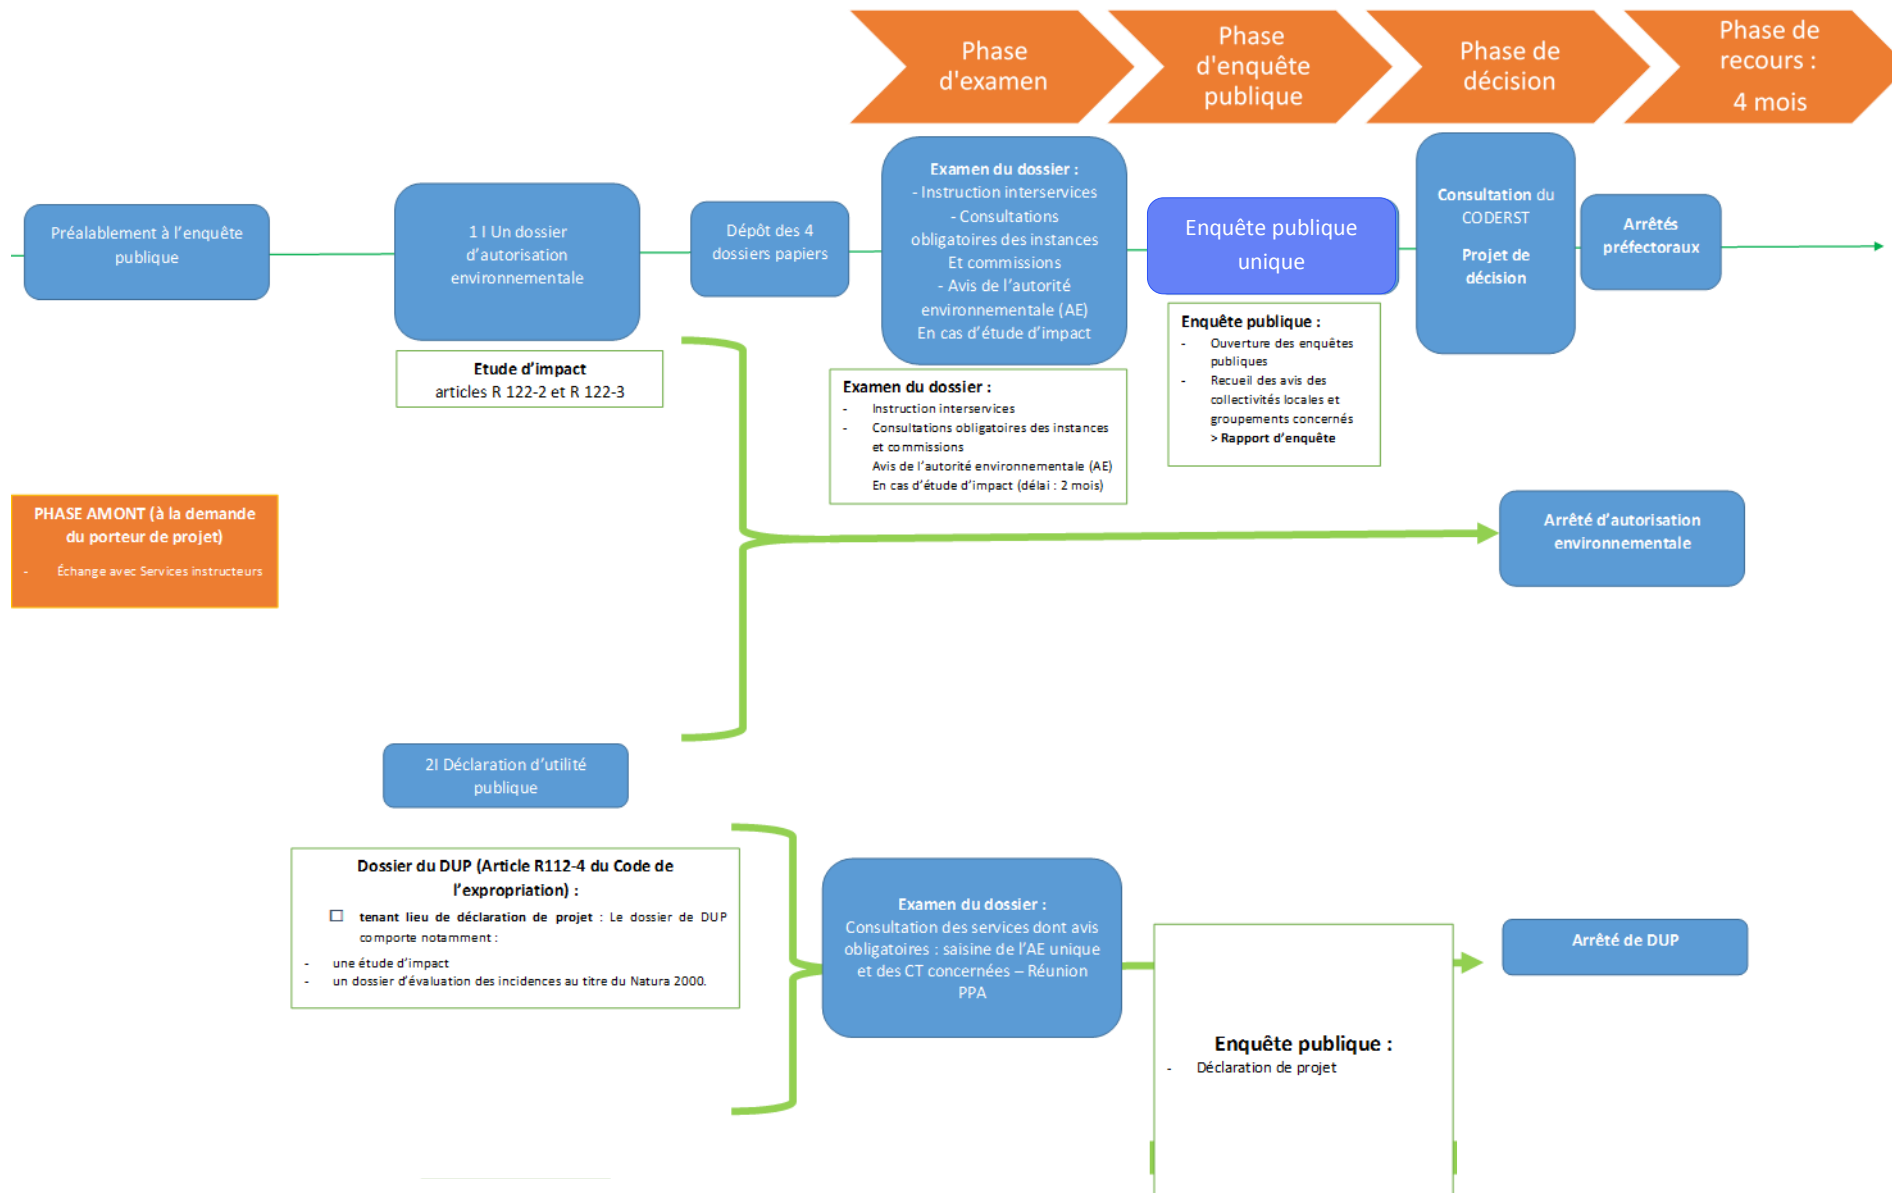 Phase
d'examen
Phase
d'enquête
publique
Phase de
décision
Phase de
recours :
4 mois
Préalablement à l'enquête
publique
1 I Un dossier
d'autorisation
environnementale
Dépôt des 4
dossiers papiers
Examen du dossier :
- Instruction interservices
- Consultations
obligatoires des instances
Et commissions
- Avis de l'autorité
environnementale (AE)
En cas d'étude d'impact
Enquête publique
unique
Consultation du
CODERST
Projet de
décision
Arrêtés
préfectoraux
Etude d'impact
articles R 122-2 et R 122-3
Examen du dossier :
- Instruction interservices
- Consultations obligatoires des instances
et commissions
Avis de l'autorité environnementale (AE)
En cas d'étude d'impact (délai : 2 mois)
Enquête publique :
- Ouverture des enquêtes
publiques
- Recueil des avis des
collectivités locales et
groupements concernés
> Rapport d'enquête
PHASE AMONT (à la demande
du porteur de projet)
- Échange avec Services instructeurs
Arrêté d'autorisation
environnementale
2I Déclaration d'utilité
publique
Dossier du DUP (Article R112-4 du Code de
l'expropriation) :
☐ tenant lieu de déclaration de projet : Le dossier de DUP
comporte notamment :
- une étude d'impact
- un dossier d'évaluation des incidences au titre du Natura 2000.
Examen du dossier :
Consultation des services dont avis
obligatoires : saisine de l'AE unique
et des CT concernées – Réunion
PPA
Enquête publique :
- Déclaration de projet
Arrêté de DUP